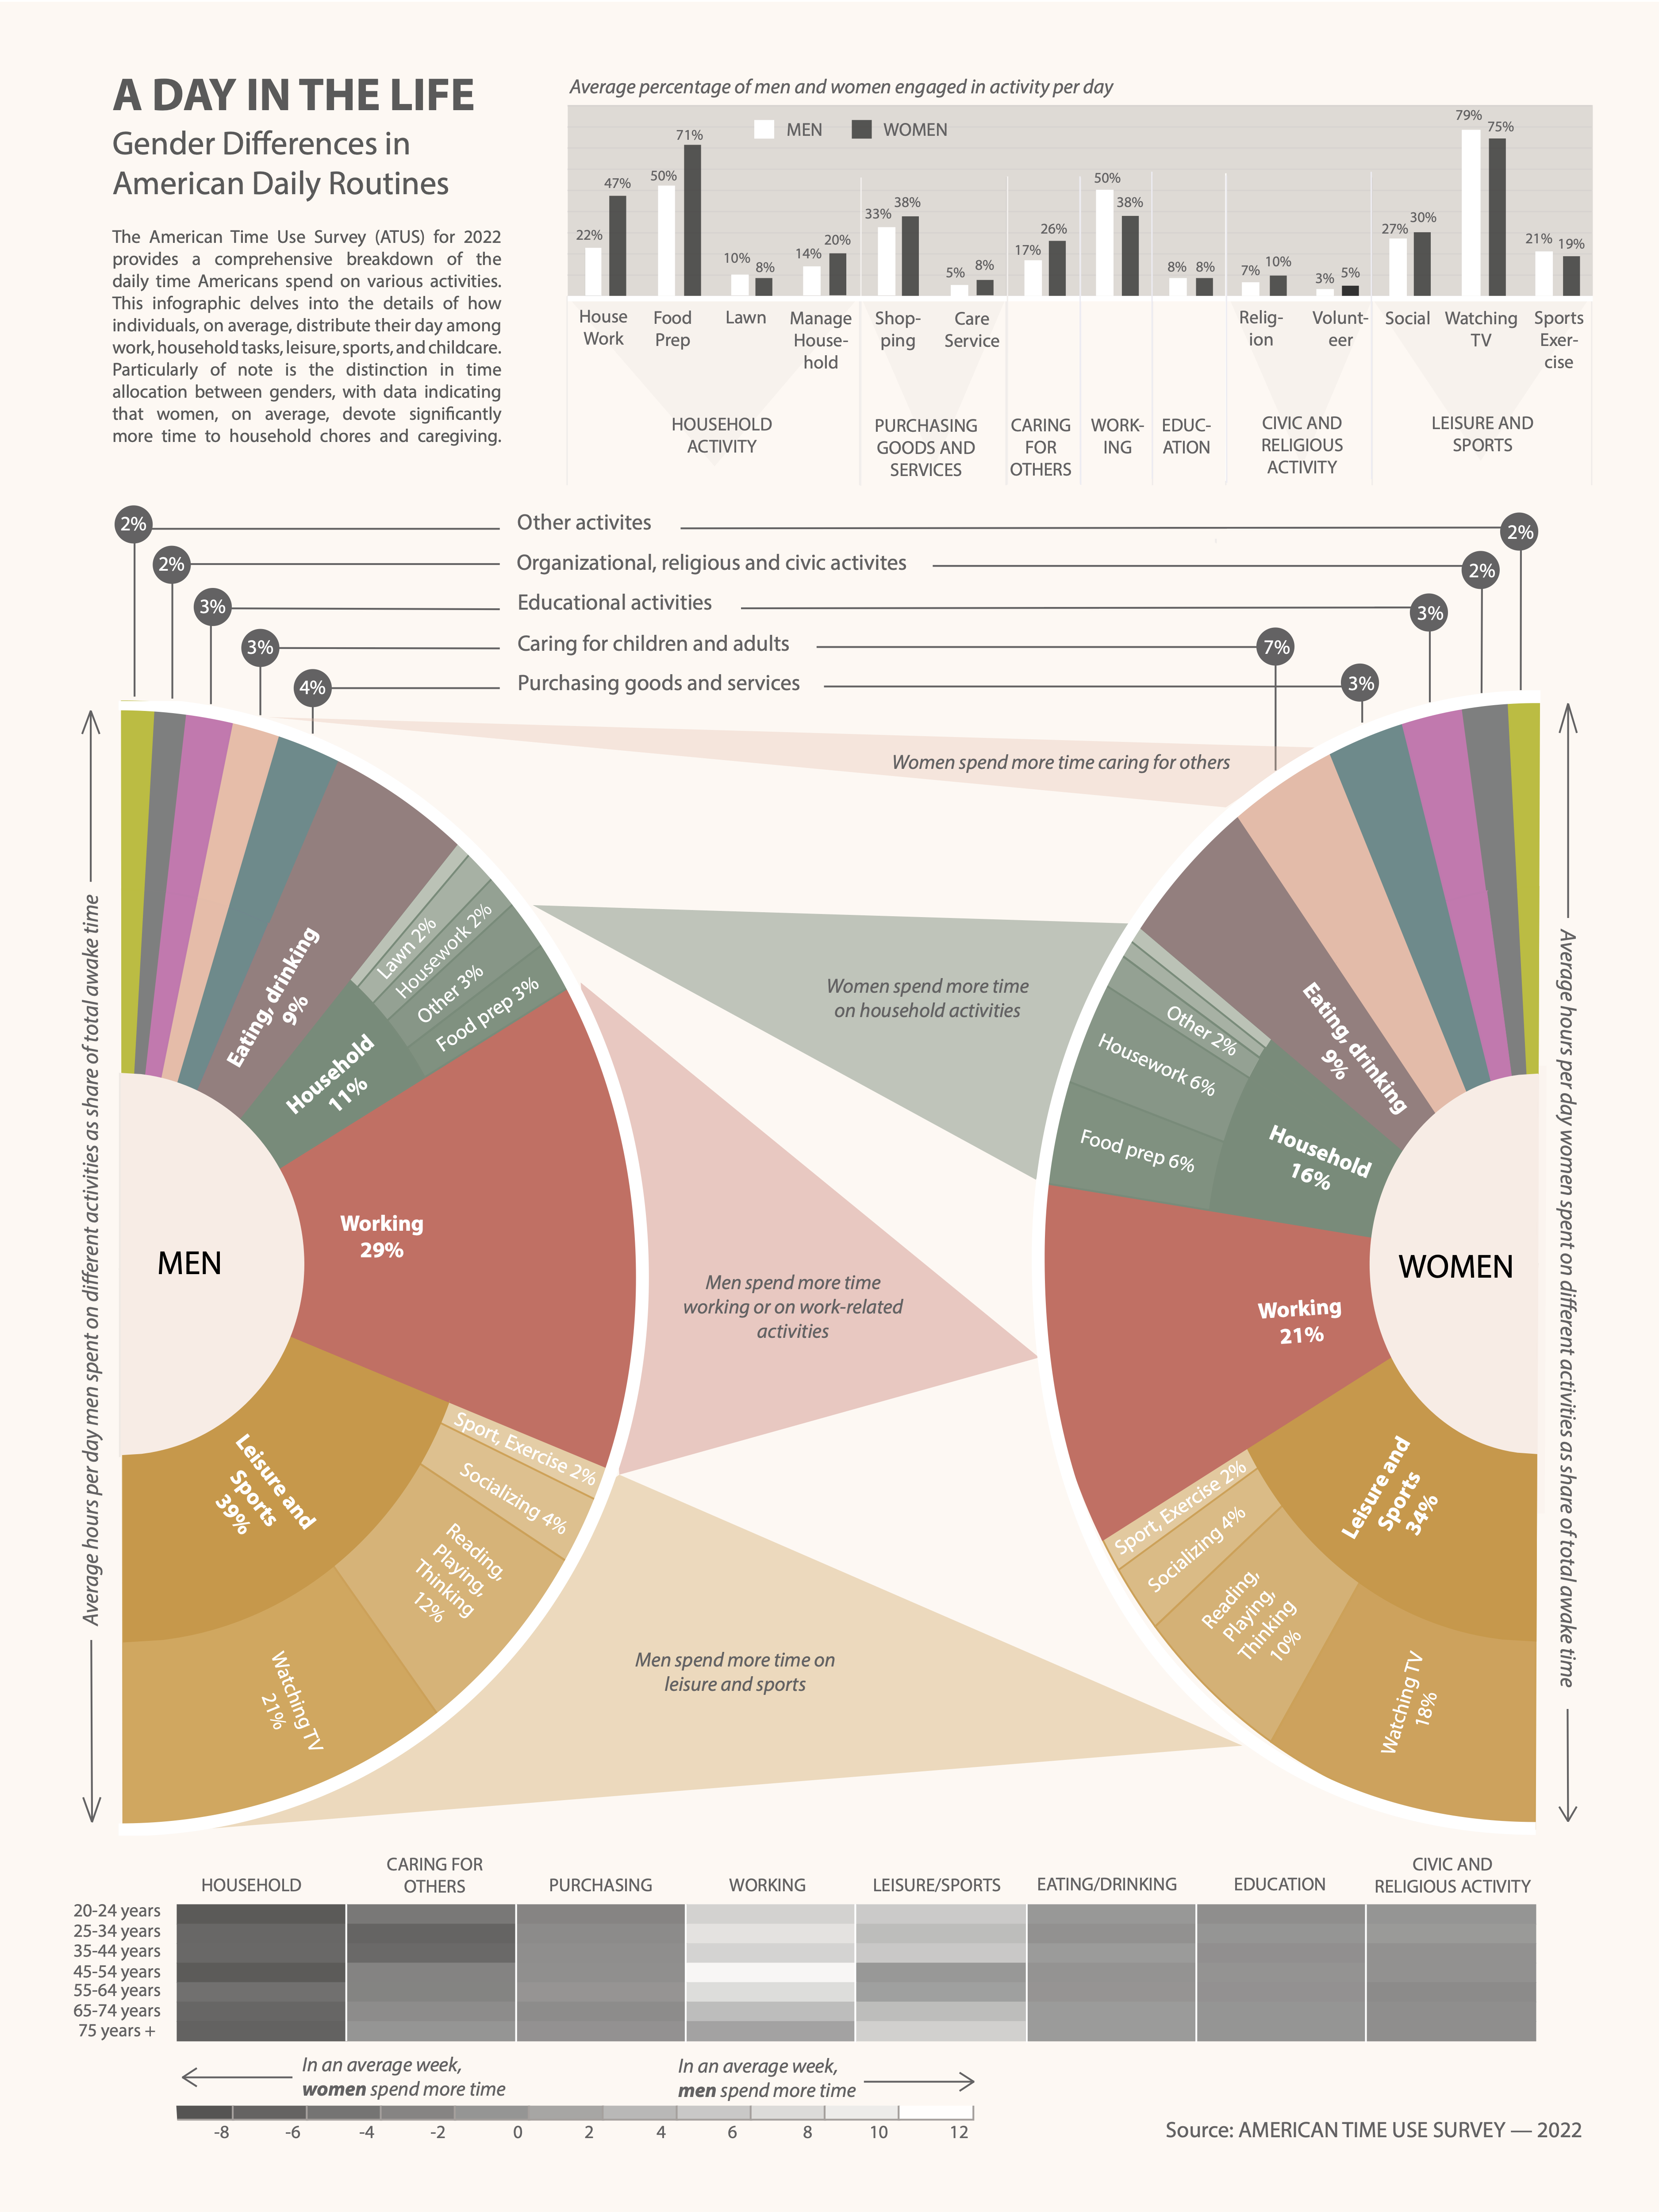 A DAY IN THE LIFE
Gender Differences in
American Daily Routines
The American Time Use Survey (ATUS) for 2022
provides a comprehensive breakdown of the
daily time Americans spend on various activities.
This infographic delves into the details of how
individuals, on average, distribute their day among
work, household tasks, leisure, sports, and childcare.
Particularly of note is the distinction in time
allocation between genders, with data indicating
that women, on average, devote significantly
more time to household chores and caregiving.
Average percentage of men and women engaged in activity per day
MEN WOMEN
22% 47% 50% 71% 10% 8% 14% 20% 33% 38% 5% 8% 17% 26% 50% 38% 8% 8% 7% 10% 3% 5% 27% 30% 79% 75% 21% 19%
House
Work
Food
Prep
Lawn
Manage
House-
hold
Shop-
ping
Care
Service
Relig-
ion
Volunt-
eer
Social
Watching
TV
Sports
Exer-
cise
HOUSEHOLD
ACTIVITY
PURCHASING
GOODS AND
SERVICES
CARING
FOR
OTHERS
WORK-
ING
EDUC-
ATION
CIVIC AND
RELIGIOUS
ACTIVITY
LEISURE AND
SPORTS
2% Other activites 2%
2% Organizational, religious and civic activites 2%
3% Educational activities 3%
3% Caring for children and adults 7%
4% Purchasing goods and services 3%
Average hours per day men spent on different activities as share of total awake time
MEN
Eating, drinking
9%
Household
11%
Lawn 2%
Housework 2%
Other 3%
Food prep 3%
Working
29%
Leisure and
Sports
39%
Sport, Exercise 2%
Socializing 4%
Reading,
Playing,
Thinking
12%
Watching TV
21%
Women spend more time caring for others
Women spend more time
on household activities
Men spend more time
working or on work-related
activities
Men spend more time on
leisure and sports
WOMEN
Eating, drinking
9%
Household
16%
Other 2%
Housework 6%
Food prep 6%
Working
21%
Leisure and
Sports
34%
Sport, Exercise 2%
Socializing 4%
Reading,
Playing,
Thinking
10%
Watching TV
18%
Average hours per day women spent on different activities as share of total awake time
HOUSEHOLD
CARING FOR
OTHERS
PURCHASING
WORKING
LEISURE/SPORTS
EATING/DRINKING
EDUCATION
CIVIC AND
RELIGIOUS ACTIVITY
20-24 years
25-34 years
35-44 years
45-54 years
55-64 years
65-74 years
75 years +
In an average week,
women spend more time
In an average week,
men spend more time
-8 -6 -4 -2 0 2 4 6 8 10 12
Source: AMERICAN TIME USE SURVEY — 2022